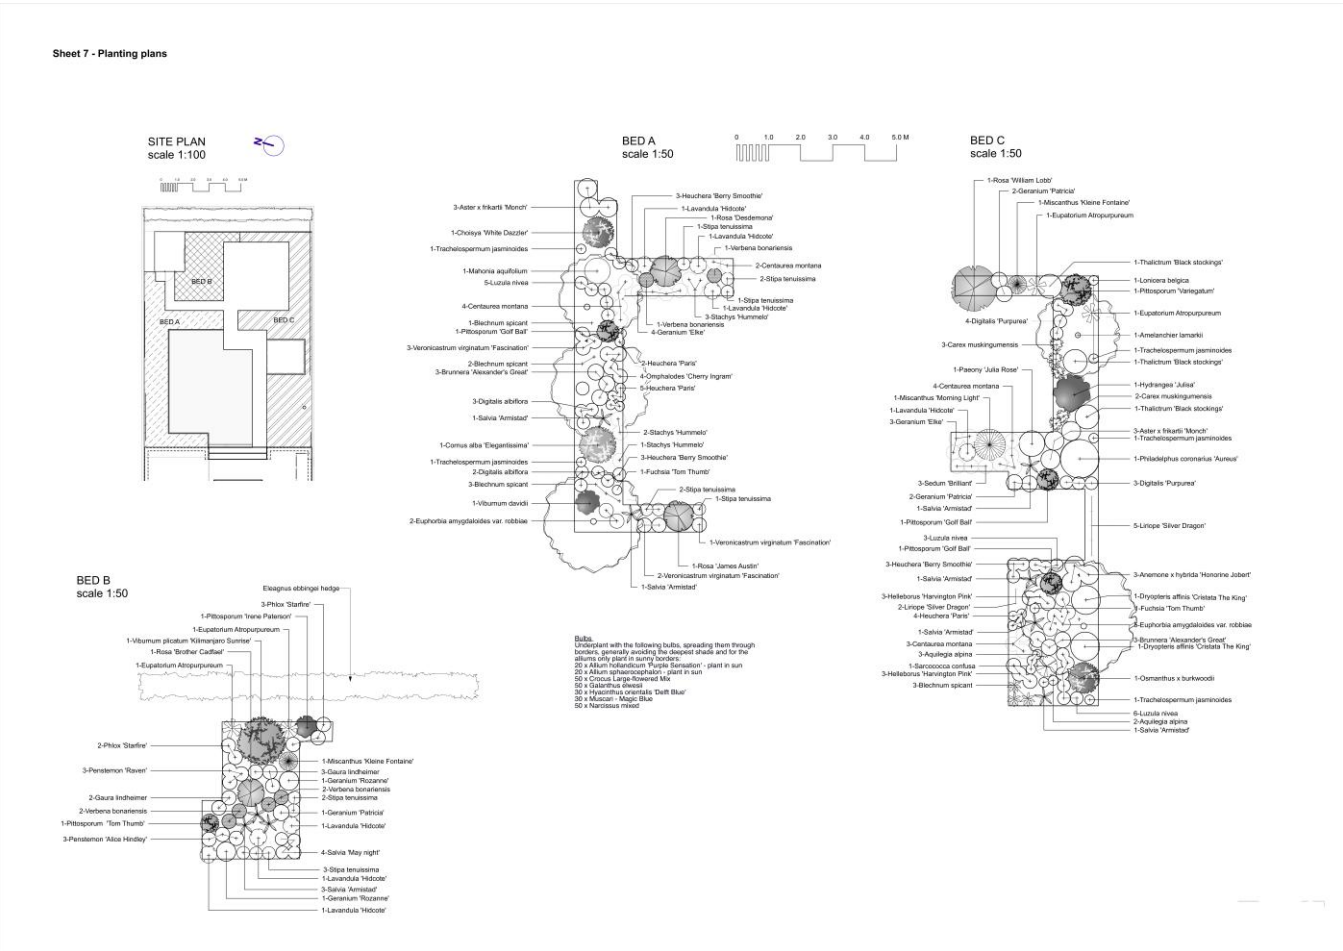 Sheet 7 - Planting plans
SITE PLAN
scale 1:100
N
BED B
BED A
BED C
BED A
scale 1:50
0 1.0 2.0 3.0 4.0 5.0 M
3-Aster x frikartii 'Monch'
1-Choisya 'White Dazzler'
1-Trachelospermum jasminoides
1-Mahonia aquifolium
5-Luzula nivea
4-Centaurea montana
1-Blechnum spicant
1-Pittosporum 'Golf Ball'
3-Veronicastrum virginatum 'Fascination'
2-Blechnum spicant
3-Brunnera 'Alexander's Great'
3-Digitalis albiflora
1-Salvia 'Armistad'
1-Cornus alba 'Elegantissima'
1-Trachelospermum jasminoides
2-Digitalis albiflora
3-Blechnum spicant
1-Viburnum davidii
2-Euphorbia amygdaloides var. robbiae
3-Heuchera 'Berry Smoothie'
1-Lavandula 'Hidcote'
1-Rosa 'Desdemona'
1-Stipa tenuissima
1-Lavandula 'Hidcote'
1-Verbena bonariensis
2-Centaurea montana
2-Stipa tenuissima
1-Stipa tenuissima
1-Lavandula 'Hidcote'
3-Stachys 'Hummelo'
1-Verbena bonariensis
4-Geranium 'Elke'
2-Heuchera 'Paris'
4-Omphalodes 'Cherry Ingram'
5-Heuchera 'Paris'
2-Stachys 'Hummelo'
1-Stachys 'Hummelo'
3-Heuchera 'Berry Smoothie'
1-Fuchsia 'Tom Thumb'
2-Stipa tenuissima
1-Stipa tenuissima
1-Veronicastrum virginatum 'Fascination'
1-Rosa 'James Austin'
2-Veronicastrum virginatum 'Fascination'
1-Salvia 'Armistad'
BED C
scale 1:50
1-Rosa 'William Lobb'
2-Geranium 'Patricia'
1-Miscanthus 'Kleine Fontaine'
1-Eupatorium Atropurpureum
1-Thalictrum 'Black stockings'
1-Lonicera belgica
1-Pittosporum 'Variegatum'
1-Eupatorium Atropurpureum
1-Amelanchier lamarkii
1-Trachelospermum jasminoides
1-Thalictrum 'Black stockings'
1-Hydrangea 'Julisa'
2-Carex muskingumensis
1-Thalictrum 'Black stockings'
3-Aster x frikartii 'Monch'
1-Trachelospermum jasminoides
1-Philadelphus coronarius 'Aureus'
3-Digitalis 'Purpurea'
5-Liriope 'Silver Dragon'
4-Digitalis 'Purpurea'
3-Carex muskingumensis
1-Paeony 'Julia Rose'
4-Centaurea montana
1-Miscanthus 'Morning Light'
1-Lavandula 'Hidcote'
3-Geranium 'Elke'
3-Sedum 'Brilliant'
2-Geranium 'Patricia'
1-Salvia 'Armistad'
1-Pittosporum 'Golf Ball'
3-Luzula nivea
1-Pittosporum 'Golf Ball'
3-Heuchera 'Berry Smoothie'
1-Salvia 'Armistad'
3-Helleborus 'Harvington Pink'
2-Liriope 'Silver Dragon'
4-Heuchera 'Paris'
1-Salvia 'Armistad'
3-Centaurea montana
3-Aquilegia alpina
1-Sarcococca confusa
3-Helleborus 'Harvington Pink'
3-Blechnum spicant
3-Anemone x hybrida 'Honorine Jobert'
1-Dryopteris affinis 'Cristata The King'
1-Fuchsia 'Tom Thumb'
5-Euphorbia amygdaloides var. robbiae
3-Brunnera 'Alexander's Great'
1-Dryopteris affinis 'Cristata The King'
1-Osmanthus x burkwoodii
1-Trachelospermum jasminoides
6-Luzula nivea
2-Aquilegia alpina
1-Salvia 'Armistad'
BED B
scale 1:50
Eleagnus ebbingei hedge
3-Phlox 'Starfire'
1-Pittosporum 'Irene Paterson'
1-Eupatorium Atropurpureum
1-Viburnum plicatum 'Kilimanjaro Sunrise'
1-Rosa 'Brother Cadfael'
1-Eupatorium Atropurpureum
2-Phlox 'Starfire'
3-Penstemon 'Raven'
2-Gaura lindheimer
2-Verbena bonariensis
1-Pittosporum 'Tom Thumb'
3-Penstemon 'Alice Hindley'
1-Miscanthus 'Kleine Fontaine'
3-Gaura lindheimer
1-Geranium 'Rozanne'
2-Verbena bonariensis
2-Stipa tenuissima
1-Geranium 'Patricia'
1-Lavandula 'Hidcote'
4-Salvia 'May night'
3-Stipa tenuissima
1-Lavandula 'Hidcote'
3-Salvia 'Armistad'
1-Geranium 'Rozanne'
1-Lavandula 'Hidcote'
Bulbs.
Underplant with the following bulbs, spreading them through
borders, generally avoiding the deepest shade and for the
alliums only plant in sunny borders:
20 x Allium hollandicum 'Purple Sensation' - plant in sun
20 x Allium sphaerocephalon - plant in sun
50 x Crocus Large-flowered Mix
50 x Galanthus elwesii
30 x Hyacinthus orientalis 'Delft Blue'
30 x Muscari - Magic Blue
50 x Narcissus mixed